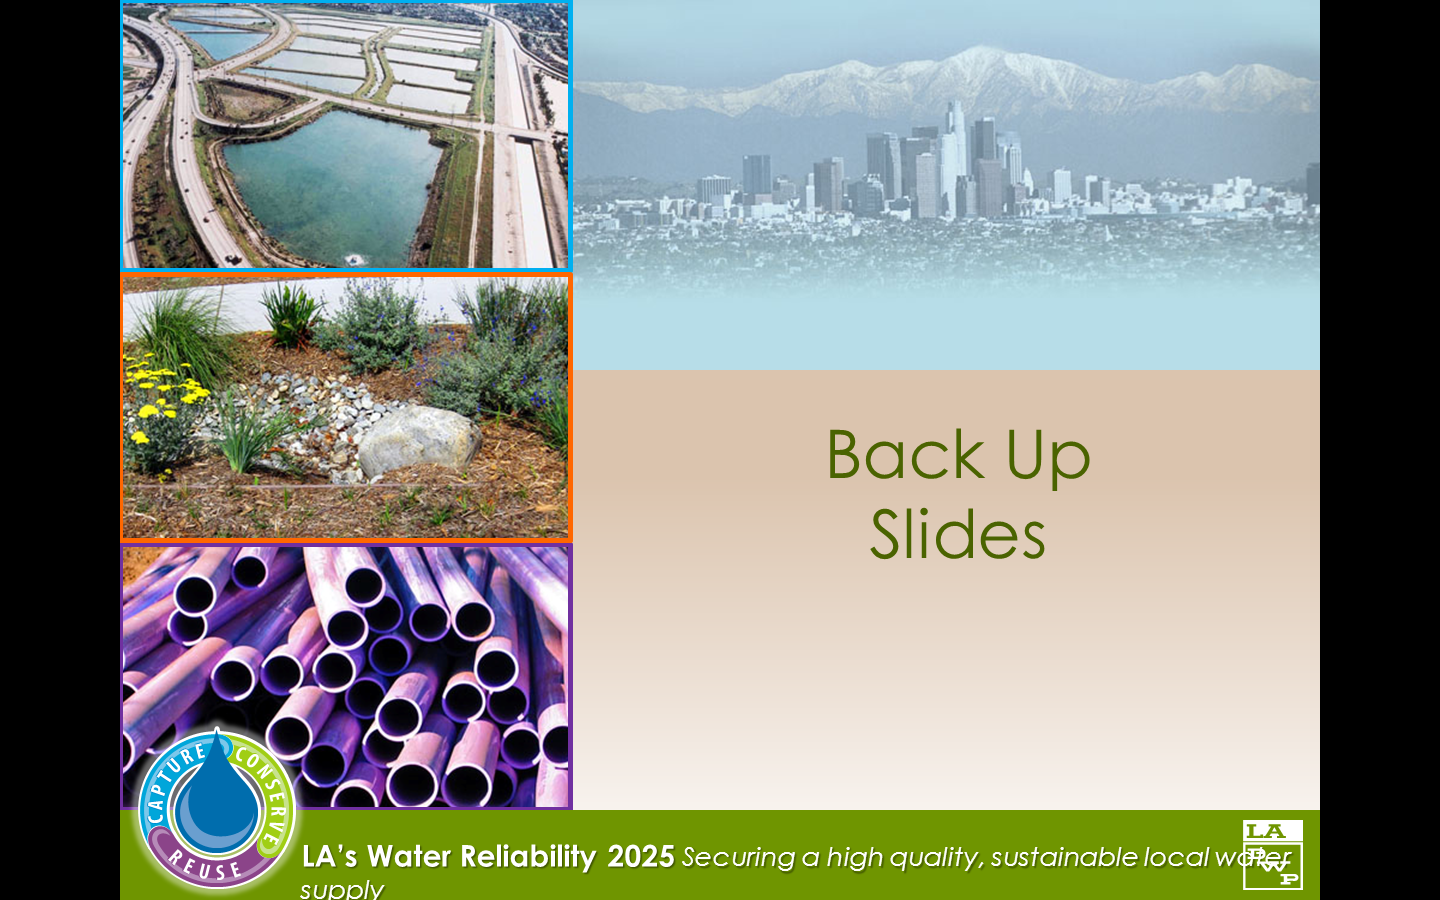 Back Up
Slides
CAPTURE
CONSERVE
REUSE
LA’s Water Reliability 2025 Securing a high quality, sustainable local water
supply
LA
DWP